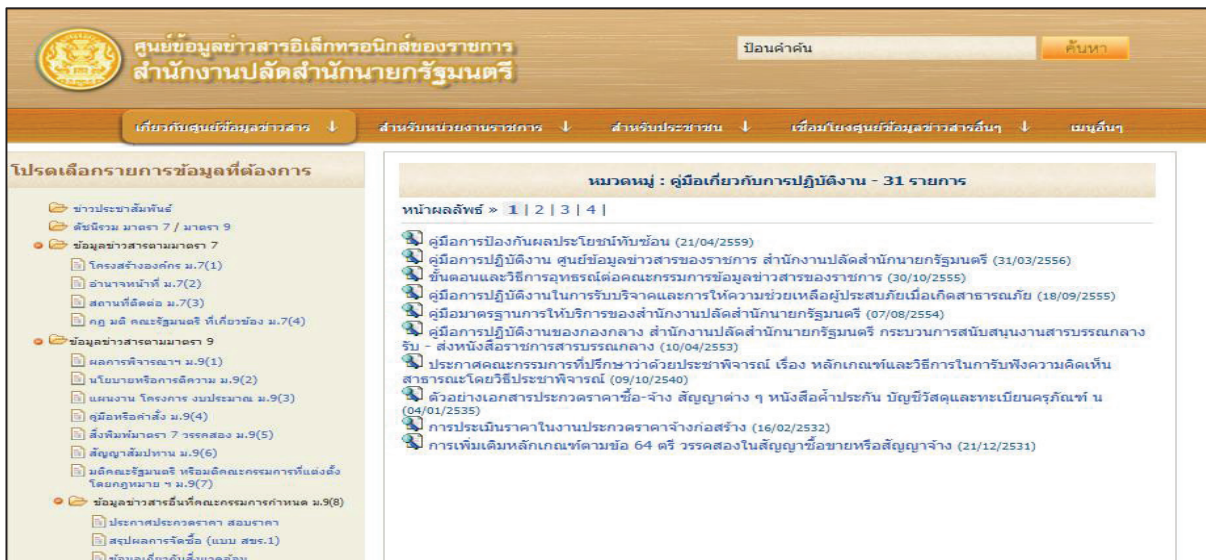 ศูนย์ข้อมูลข่าวสารอิเล็กทรอนิกส์ของราชการ
สำนักงานปลัดสำนักนายกรัฐมนตรี
ป้อนคำค้น
ค้นหา
เกี่ยวกับศูนย์ข้อมูลข่าวสาร ↓ สำหรับหน่วยงานราชการ ↓ สำหรับประชาชน ↓ เชื่อมโยงศูนย์ข้อมูลข่าวสารอื่นๆ ↓ เมนูอื่นๆ
โปรดเลือกรายการข้อมูลที่ต้องการ
ข่าวประชาสัมพันธ์
ดัชนีรวม มาตรา 7 / มาตรา 9
ข้อมูลข่าวสารตามมาตรา 7
โครงสร้างองค์กร ม.7(1)
อำนาจหน้าที่ ม.7(2)
สถานที่ติดต่อ ม.7(3)
กฎ มติ คณะรัฐมนตรี ที่เกี่ยวข้อง ม.7(4)
ข้อมูลข่าวสารตามมาตรา 9
ผลการพิจารณาฯ ม.9(1)
นโยบายหรือการตีความ ม.9(2)
แผนงาน โครงการ งบประมาณ ม.9(3)
คู่มือหรือคำสั่ง ม.9(4)
สิ่งพิมพ์มาตรา 7 วรรคสอง ม.9(5)
สัญญาสัมปทาน ม.9(6)
มติคณะรัฐมนตรี หรือมติคณะกรรมการที่แต่งตั้ง
โดยกฎหมาย ฯ ม.9(7)
ข้อมูลข่าวสารอื่นที่คณะกรรมการกำหนด ม.9(8)
ประกาศประกวดราคา สอบราคา
สรุปผลการจัดซื้อ (แบบ สขร.1)
ข้อมูลเกี่ยวกับสิ่งแวดล้อม
หมวดหมู่ : คู่มือเกี่ยวกับการปฏิบัติงาน - 31 รายการ
หน้าผลลัพธ์ » 1 | 2 | 3 | 4 |
คู่มือการป้องกันผลประโยชน์ทับซ้อน (21/04/2559)
คู่มือการปฏิบัติงาน ศูนย์ข้อมูลข่าวสารของราชการ สำนักงานปลัดสำนักนายกรัฐมนตรี (31/03/2556)
ขั้นตอนและวิธีการอุทธรณ์ต่อคณะกรรมการข้อมูลข่าวสารของราชการ (30/10/2555)
คู่มือการปฏิบัติงานในการรับบริจาคและการให้ความช่วยเหลือผู้ประสบภัยเมื่อเกิดสาธารณภัย (18/09/2555)
คู่มือมาตรฐานการให้บริการของสำนักงานปลัดสำนักนายกรัฐมนตรี (07/08/2554)
คู่มือการปฏิบัติงานของกองกลาง สำนักงานปลัดสำนักนายกรัฐมนตรี กระบวนการสนับสนุนงานสารบรรณกลาง
รับ - ส่งหนังสือราชการสารบรรณกลาง (10/04/2553)
ประกาศคณะกรรมการที่ปรึกษาว่าด้วยประชาพิจารณ์ เรื่อง หลักเกณฑ์และวิธีการในการรับฟังความคิดเห็น
สาธารณะโดยวิธีประชาพิจารณ์ (09/10/2540)
ตัวอย่างเอกสารประกวดราคาซื้อ-จ้าง สัญญาต่าง ๆ หนังสือค้ำประกัน บัญชีวัสดุและทะเบียนครุภัณฑ์ น
(04/01/2535)
การประเมินราคาในงานประกวดราคาจ้างก่อสร้าง (16/02/2532)
การเพิ่มเติมหลักเกณฑ์ตามข้อ 64 ตรี วรรคสองในสัญญาซื้อขายหรือสัญญาจ้าง (21/12/2531)